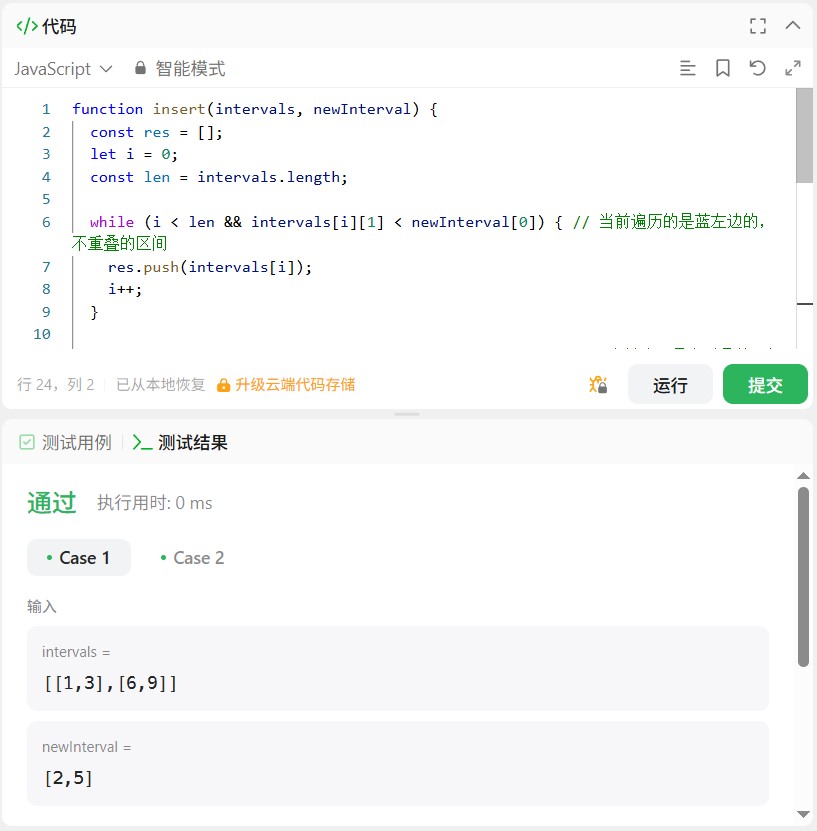 </> 代码
JavaScript 智能模式
1 function insert(intervals, newInterval) {
2 const res = [];
3 let i = 0;
4 const len = intervals.length;
5
6 while (i < len && intervals[i][1] < newInterval[0]) { // 当前遍历的是蓝左边的，
不重叠的区间
7 res.push(intervals[i]);
8 i++;
9 }
10
行 24，列 2 已从本地恢复 升级云端代码存储
运行 提交
测试用例 测试结果
通过 执行用时: 0 ms
• Case 1 • Case 2
输入
intervals =
[[1,3],[6,9]]
newInterval =
[2,5]